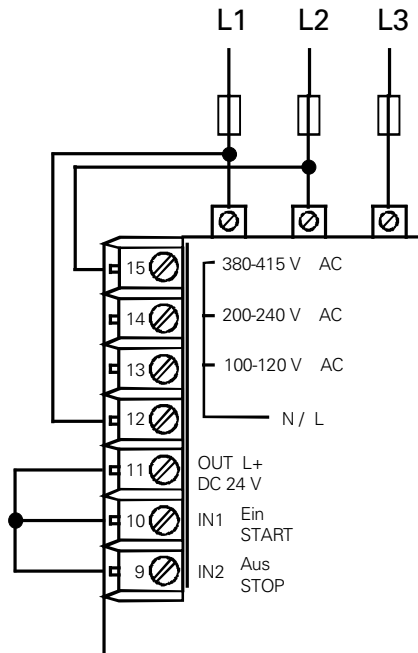 L1 L2 L3
15 380-415 V AC
14 200-240 V AC
13 100-120 V AC
12 N / L
11 OUT L+
DC 24 V
10 IN1 Ein
START
9 IN2 Aus
STOP